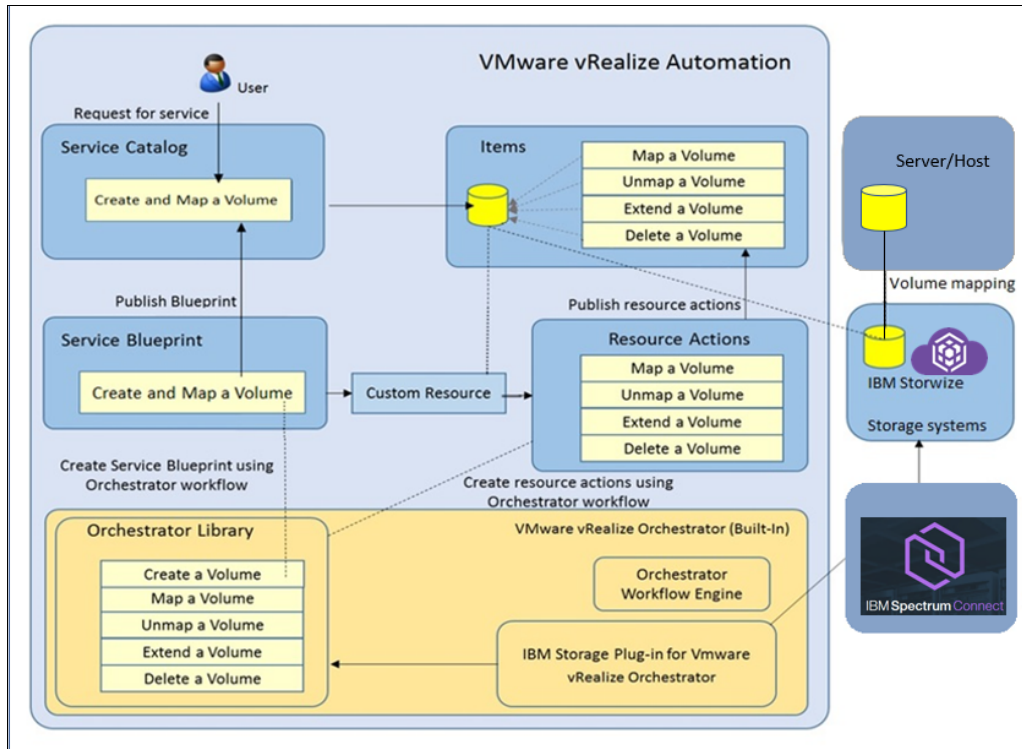 VMware vRealize Automation
User
Request for service
Service Catalog
Create and Map a Volume
Items
Map a Volume
Unmap a Volume
Extend a Volume
Delete a Volume
Server/Host
Volume mapping
Publish Blueprint
Publish resource actions
Service Blueprint
Create and Map a Volume
Custom Resource
Resource Actions
Map a Volume
Unmap a Volume
Extend a Volume
Delete a Volume
IBM Storwize
Storage systems
Create Service Blueprint using
Orchestrator workflow
Create resource actions using
Orchestrator workflow
Orchestrator Library
Create a Volume
Map a Volume
Unmap a Volume
Extend a Volume
Delete a Volume
VMware vRealize Orchestrator (Built-In)
Orchestrator
Workflow Engine
IBM Storage Plug-in for Vmware
vRealize Orchestrator
IBM Spectrum Connect